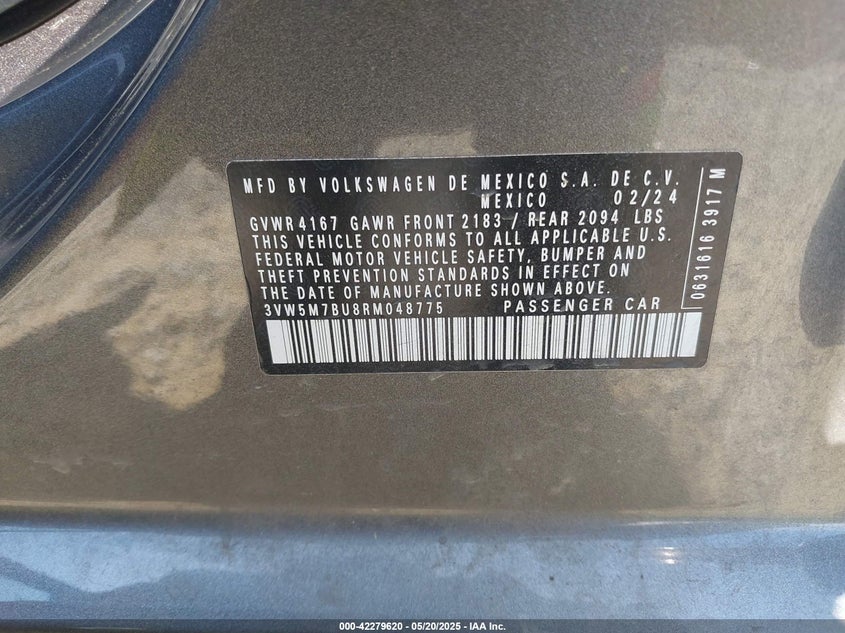 MFD BY VOLKSWAGEN DE MEXICO S.A. DE C.V.
MEXICO 02/24
GVWR 4167 GAWR FRONT 2183 / REAR 2094 LBS
THIS VEHICLE CONFORMS TO ALL APPLICABLE U.S.
FEDERAL MOTOR VEHICLE SAFETY, BUMPER AND
THEFT PREVENTION STANDARDS IN EFFECT ON
THE DATE OF MANUFACTURE SHOWN ABOVE.
3VW5M7BU8RM048775 PASSENGER CAR
0631616 3917 M
000-42279620 - 05/20/2025 - IAA Inc.